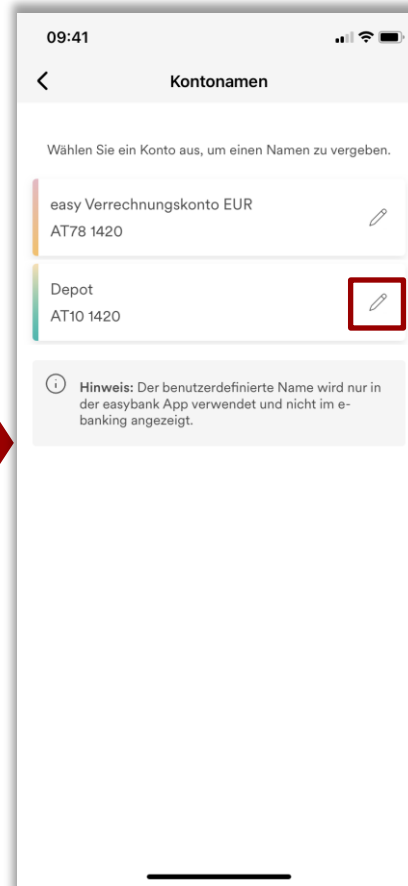 09:41
Kontonamen
Wählen Sie ein Konto aus, um einen Namen zu vergeben.
easy Verrechnungskonto EUR
AT78 1420
Depot
AT10 1420
Hinweis: Der benutzerdefinierte Name wird nur in
der easybank App verwendet und nicht im e-
banking angezeigt.